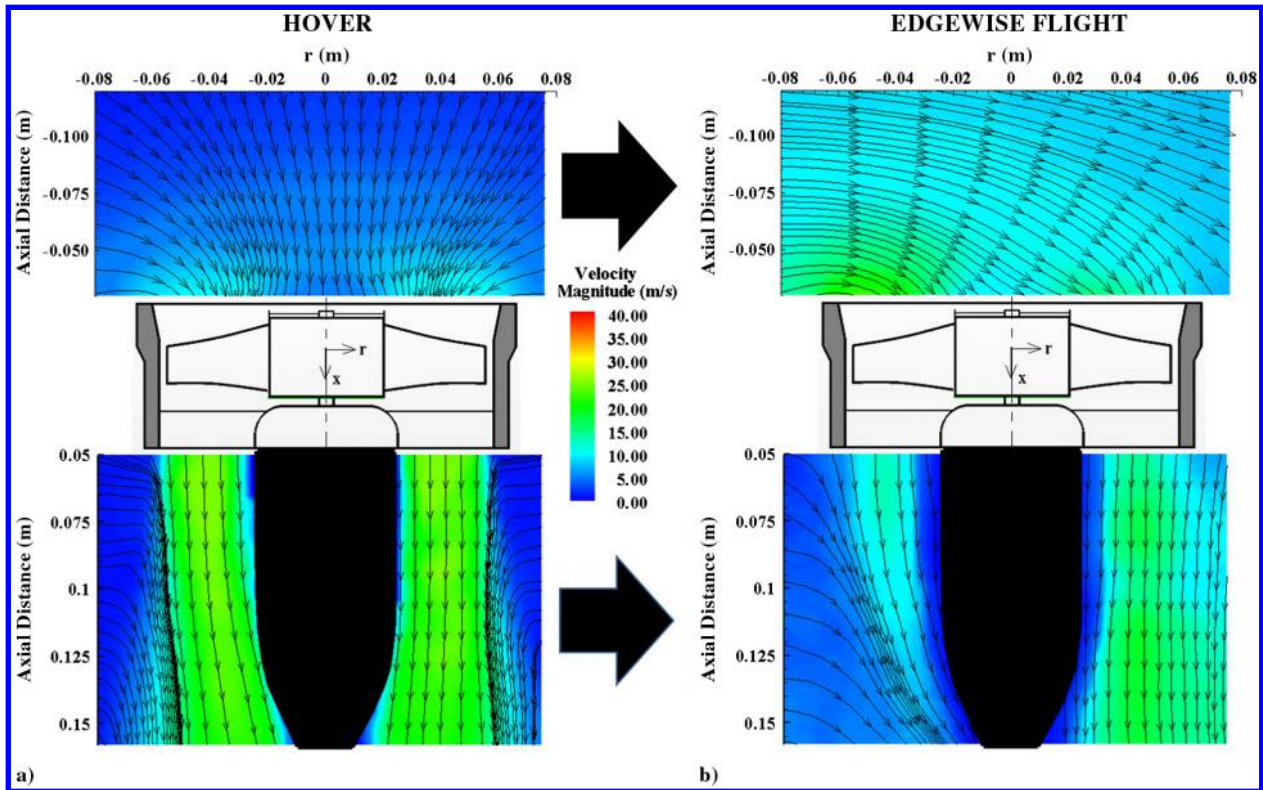 HOVER
EDGEWISE FLIGHT
r (m)
r (m)
-0.08 -0.06 -0.04 -0.02 0 0.02 0.04 0.06 0.08
-0.08 -0.06 -0.04 -0.02 0 0.02 0.04 0.06 0.08
Axial Distance (m)
-0.100
-0.075
-0.050
Axial Distance (m)
-0.100
-0.075
-0.050
Velocity
Magnitude (m/s)
40.00
35.00
30.00
25.00
20.00
15.00
10.00
5.00
0.00
r
x
r
x
Axial Distance (m)
0.05
0.075
0.1
0.125
0.15
Axial Distance (m)
0.05
0.075
0.1
0.125
0.15
a)
b)